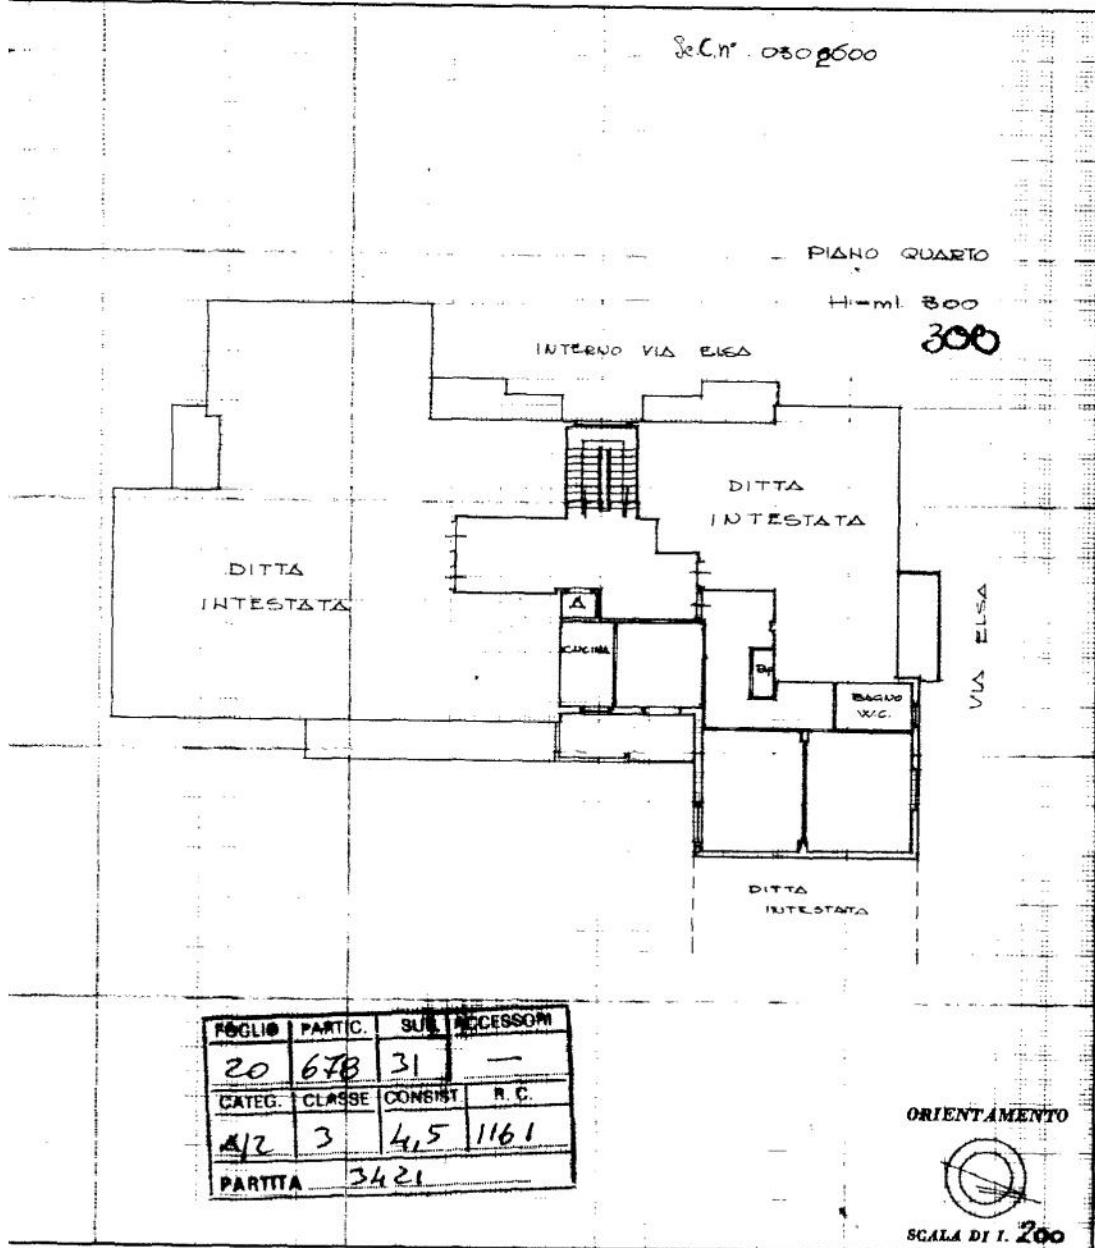 Sc.C.n° 0302600
PIANO QUARTO
H=ml. 300
300
INTERNO VIA ELSA
DITTA
INTESTATA
DITTA
INTESTATA
VIA ELSA
A
CUCINA
BAGNO
W.C.
DITTA
INTESTATA
FOGLIO PARTIC. SUB. ACCESSORI
20 678 31 —
CATEG. CLASSE CONSIST R. C.
A/2 3 4,5 1161
PARTITA 3421
ORIENTAMENTO
SCALA DI 1. 200